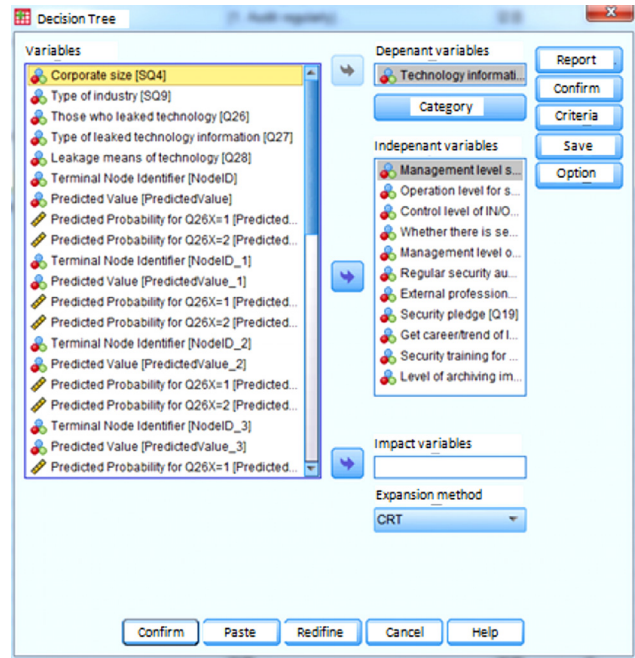 Decision Tree
Variables
Corporate size [SQ4]
Type of industry [SQ9]
Those who leaked technology [Q26]
Type of leaked technology information [Q27]
Leakage means of technology [Q28]
Terminal Node Identifier [NodeID]
Predicted Value [PredictedValue]
Predicted Probability for Q26X=1 [Predicted...
Predicted Probability for Q26X=2 [Predicted...
Terminal Node Identifier [NodeID_1]
Predicted Value [PredictedValue_1]
Predicted Probability for Q26X=1 [Predicted...
Predicted Probability for Q26X=2 [Predicted...
Terminal Node Identifier [NodeID_2]
Predicted Value [PredictedValue_2]
Predicted Probability for Q26X=1 [Predicted...
Predicted Probability for Q26X=2 [Predicted...
Terminal Node Identifier [NodeID_3]
Predicted Value [PredictedValue_3]
Predicted Probability for Q26X=1 [Predicted...
Depenant variables
Technology informati...
Category
Indepenant variables
Management level s...
Operation level for s...
Control level of IN/O...
Whether there is se...
Management level o...
Regular security au...
External profession...
Security pledge [Q19]
Get career/trend of l...
Security training for ...
Level of archiving im...
Impact variables
Expansion method
CRT
Report
Confirm
Criteria
Save
Option
Confirm
Paste
Redifine
Cancel
Help